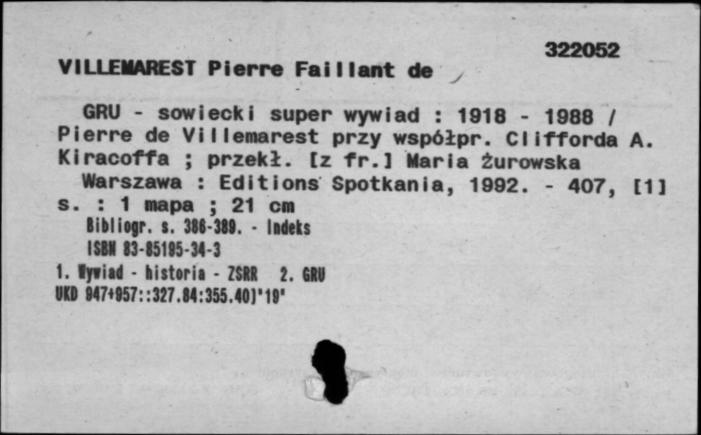 322052
VILLEMAREST Pierre Faillant de
GRU - sowiecki super wywiad : 1918 - 1988 /
Pierre de Villemarest przy współpr. Clifforda A.
Kiracoffa ; przekł. [z fr.] Maria Żurowska
Warszawa : Editions Spotkania, 1992. - 407, [1]
s. : 1 mapa ; 21 cm
Bibliogr. s. 386-389. - Indeks
ISBN 83-85195-34-3
1. Wywiad - historia - ZSRR 2. GRU
UKD 947+957::327.84:355.40]"19"